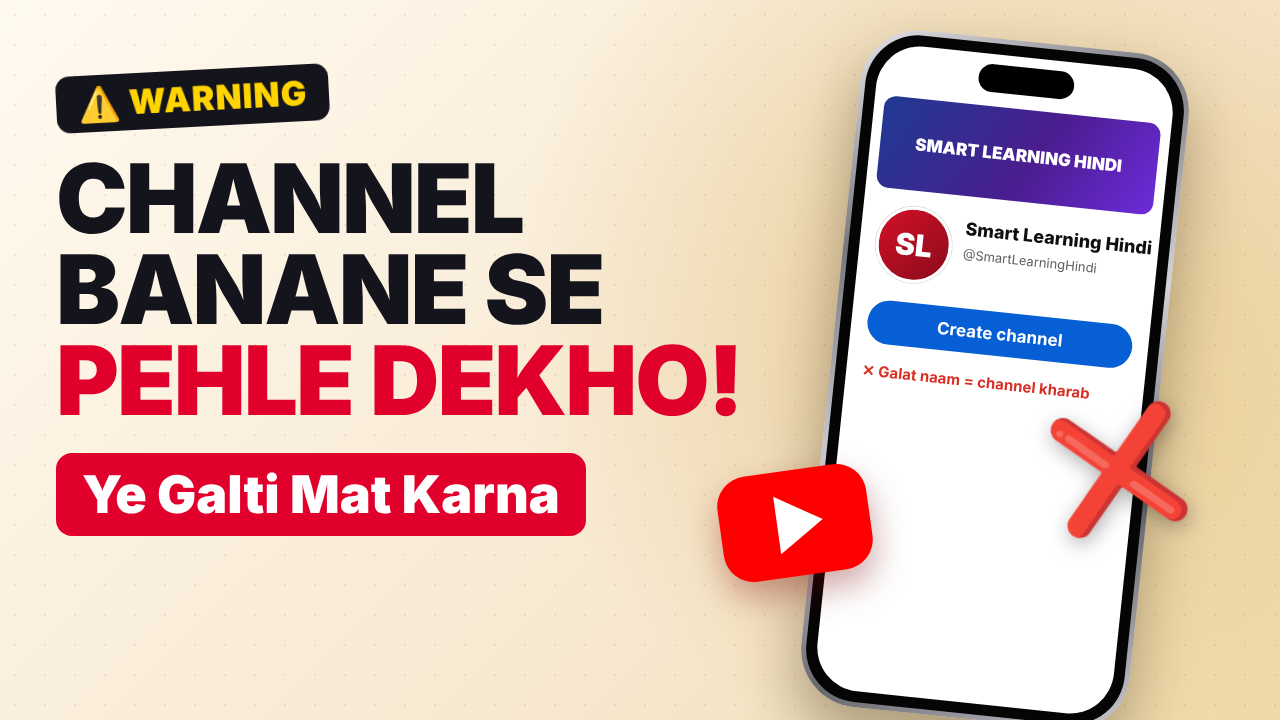 ⚠️ WARNING
CHANNEL
BANANE SE
PEHLE DEKHO!
Ye Galti Mat Karna
SMART LEARNING HINDI
SL
Smart Learning Hindi
@SmartLearningHindi
Create channel
✕ Galat naam = channel kharab